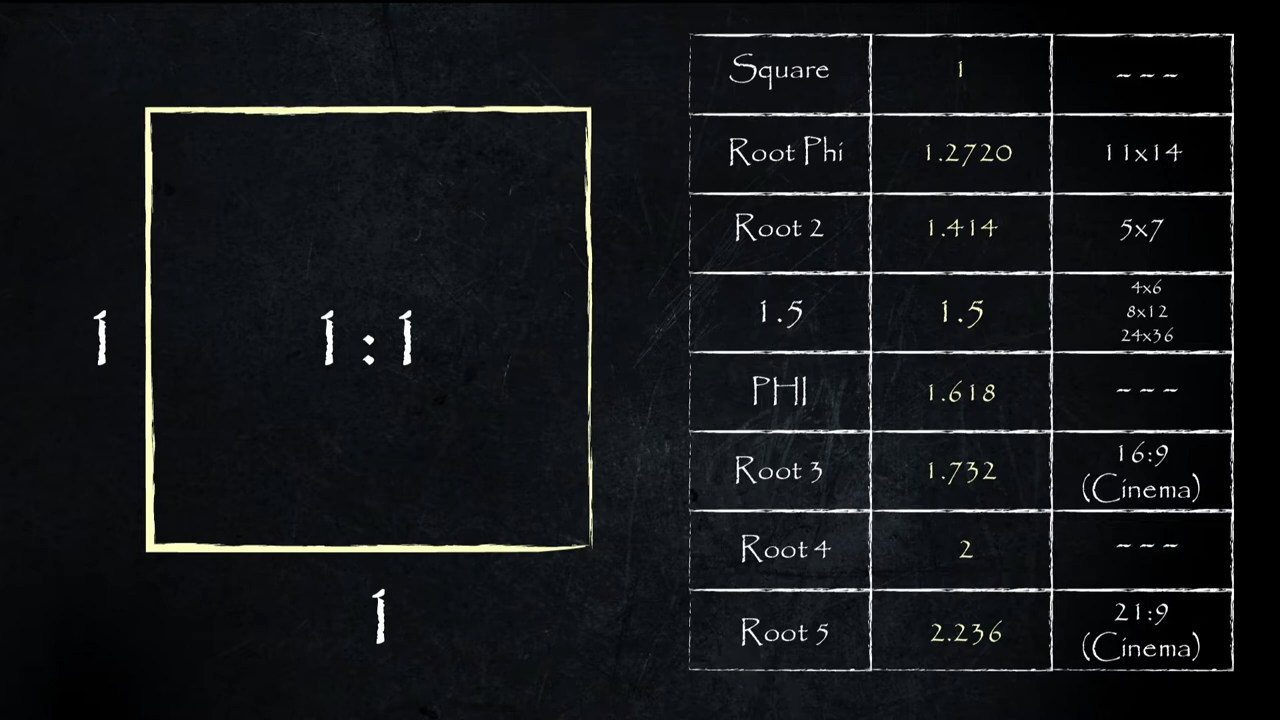 1
1:1
1
Square 1 ~~~
Root Phi 1.2720 11x14
Root 2 1.414 5x7
1.5 1.5 4x6
8x12
24x36
PHI 1.618 ~~~
Root 3 1.732 16:9
(Cinema)
Root 4 2 ~~~
Root 5 2.236 21:9
(Cinema)